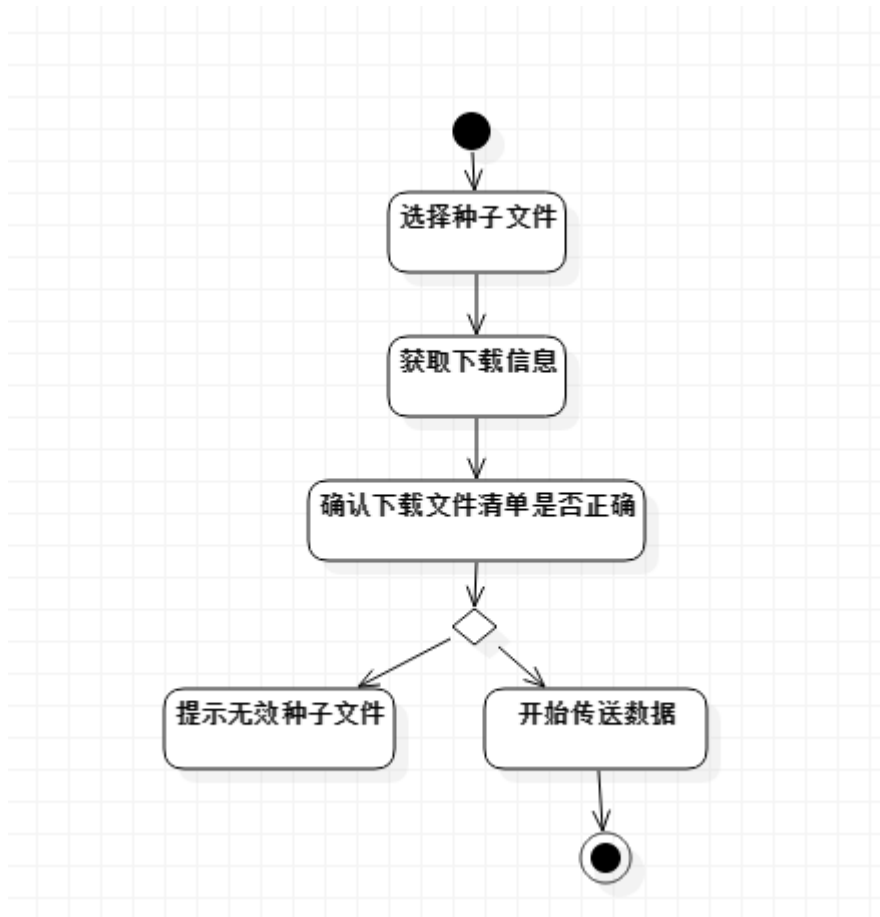 选择种子文件
获取下载信息
确认下载文件清单是否正确
提示无效种子文件
开始传送数据